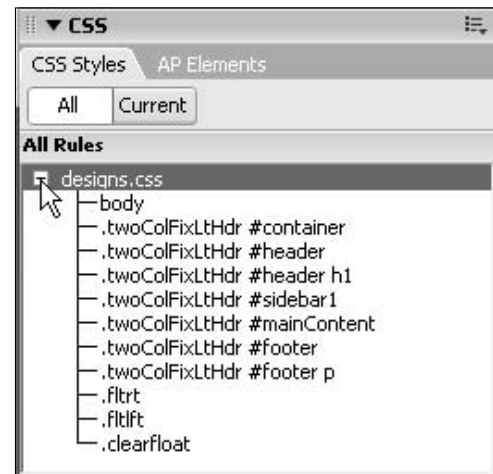 CSS
CSS Styles AP Elements
All Current
All Rules
designs.css
body
.twoColFixLtHdr #container
.twoColFixLtHdr #header
.twoColFixLtHdr #header h1
.twoColFixLtHdr #sidebar1
.twoColFixLtHdr #mainContent
.twoColFixLtHdr #footer
.twoColFixLtHdr #footer p
.fltrt
.fltlft
.clearfloat